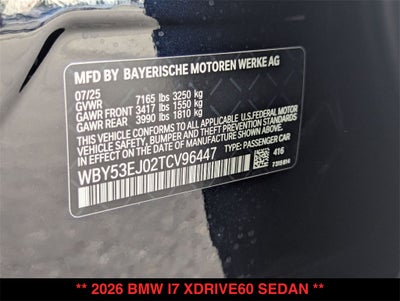 MFD BY BAYERISCHE MOTOREN WERKE AG
07/25
GVWR 7165 lbs 3250 kg
GAWR FRONT 3417 lbs 1550 kg
GAWR REAR 3990 lbs 1810 kg
THIS VEHICLE CONFORMS TO ALL
APPLICABLE U.S.FEDERAL MOTOR
VEHICLE SAFETY, BUMPER AND THEFT
PREVENTION STANDARDS IN EFFECT
ON THE DATE OF MANUFACTURE
SHOWN ABOVE.
WBY53EJ02TCV96447
TYPE: PASSENGER CAR
416
** 2026 BMW I7 XDRIVE60 SEDAN **